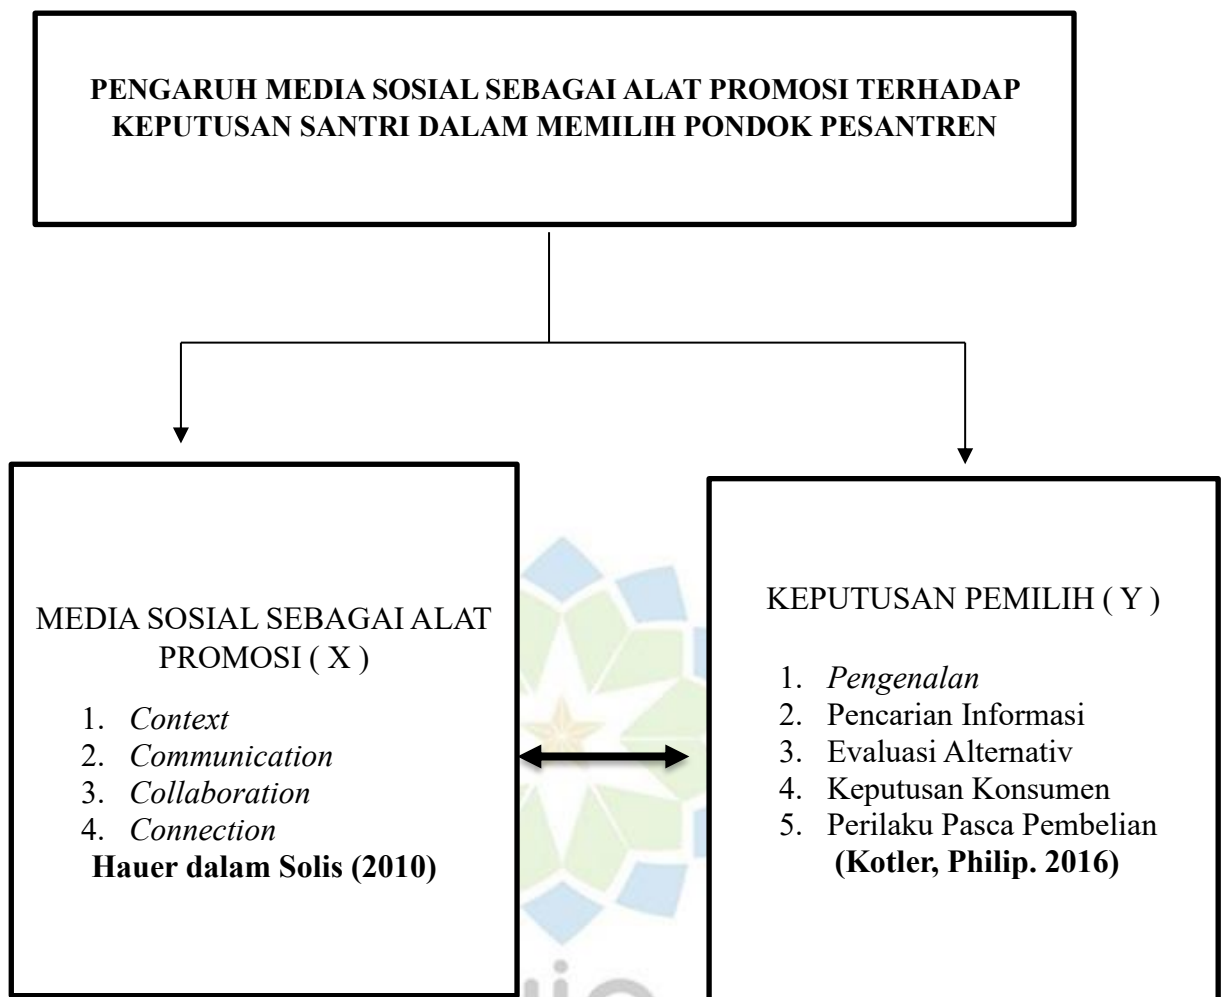 PENGARUH MEDIA SOSIAL SEBAGAI ALAT PROMOSI TERHADAP
KEPUTUSAN SANTRI DALAM MEMILIH PONDOK PESANTREN
MEDIA SOSIAL SEBAGAI ALAT
PROMOSI ( X )
1. Context
2. Communication
3. Collaboration
4. Connection
Hauer dalam Solis (2010)
KEPUTUSAN PEMILIH ( Y )
1. Pengenalan
2. Pencarian Informasi
3. Evaluasi Alternativ
4. Keputusan Konsumen
5. Perilaku Pasca Pembelian
(Kotler, Philip. 2016)